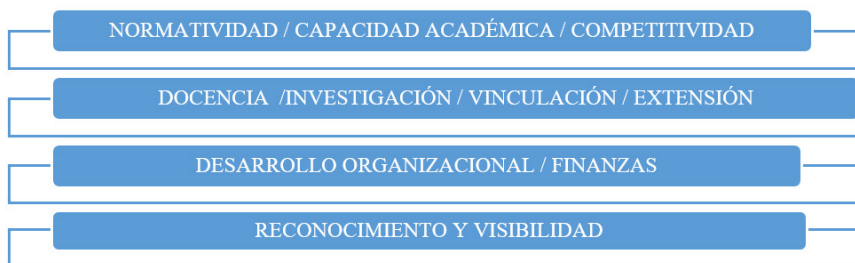 NORMATIVIDAD / CAPACIDAD ACADÉMICA / COMPETITIVIDAD
DOCENCIA /INVESTIGACIÓN / VINCULACIÓN / EXTENSIÓN
DESARROLLO ORGANIZACIONAL / FINANZAS
RECONOCIMIENTO Y VISIBILIDAD